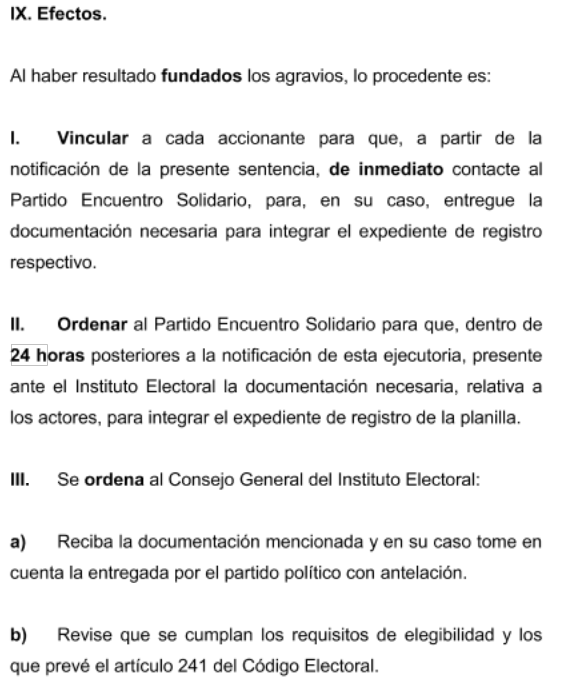 IX. Efectos.
Al haber resultado fundados los agravios, lo procedente es:
I. Vincular a cada accionante para que, a partir de la
notificación de la presente sentencia, de inmediato contacte al
Partido Encuentro Solidario, para, en su caso, entregue la
documentación necesaria para integrar el expediente de registro
respectivo.
II. Ordenar al Partido Encuentro Solidario para que, dentro de
24 horas posteriores a la notificación de esta ejecutoria, presente
ante el Instituto Electoral la documentación necesaria, relativa a
los actores, para integrar el expediente de registro de la planilla.
III. Se ordena al Consejo General del Instituto Electoral:
a) Reciba la documentación mencionada y en su caso tome en
cuenta la entregada por el partido político con antelación.
b) Revise que se cumplan los requisitos de elegibilidad y los
que prevé el artículo 241 del Código Electoral.